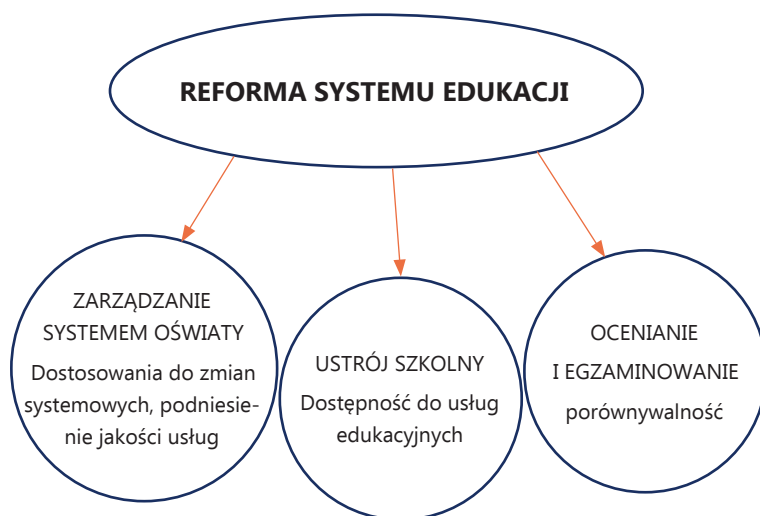 REFORMA SYSTEMU EDUKACJI
ZARZĄDZANIE
SYSTEMEM OŚWIATY
Dostosowania do zmian
systemowych, podniesie-
nie jakości usług
USTRÓJ SZKOLNY
Dostępność do usług
edukacyjnych
OCENIANIE
I EGZAMINOWANIE
porównywalność